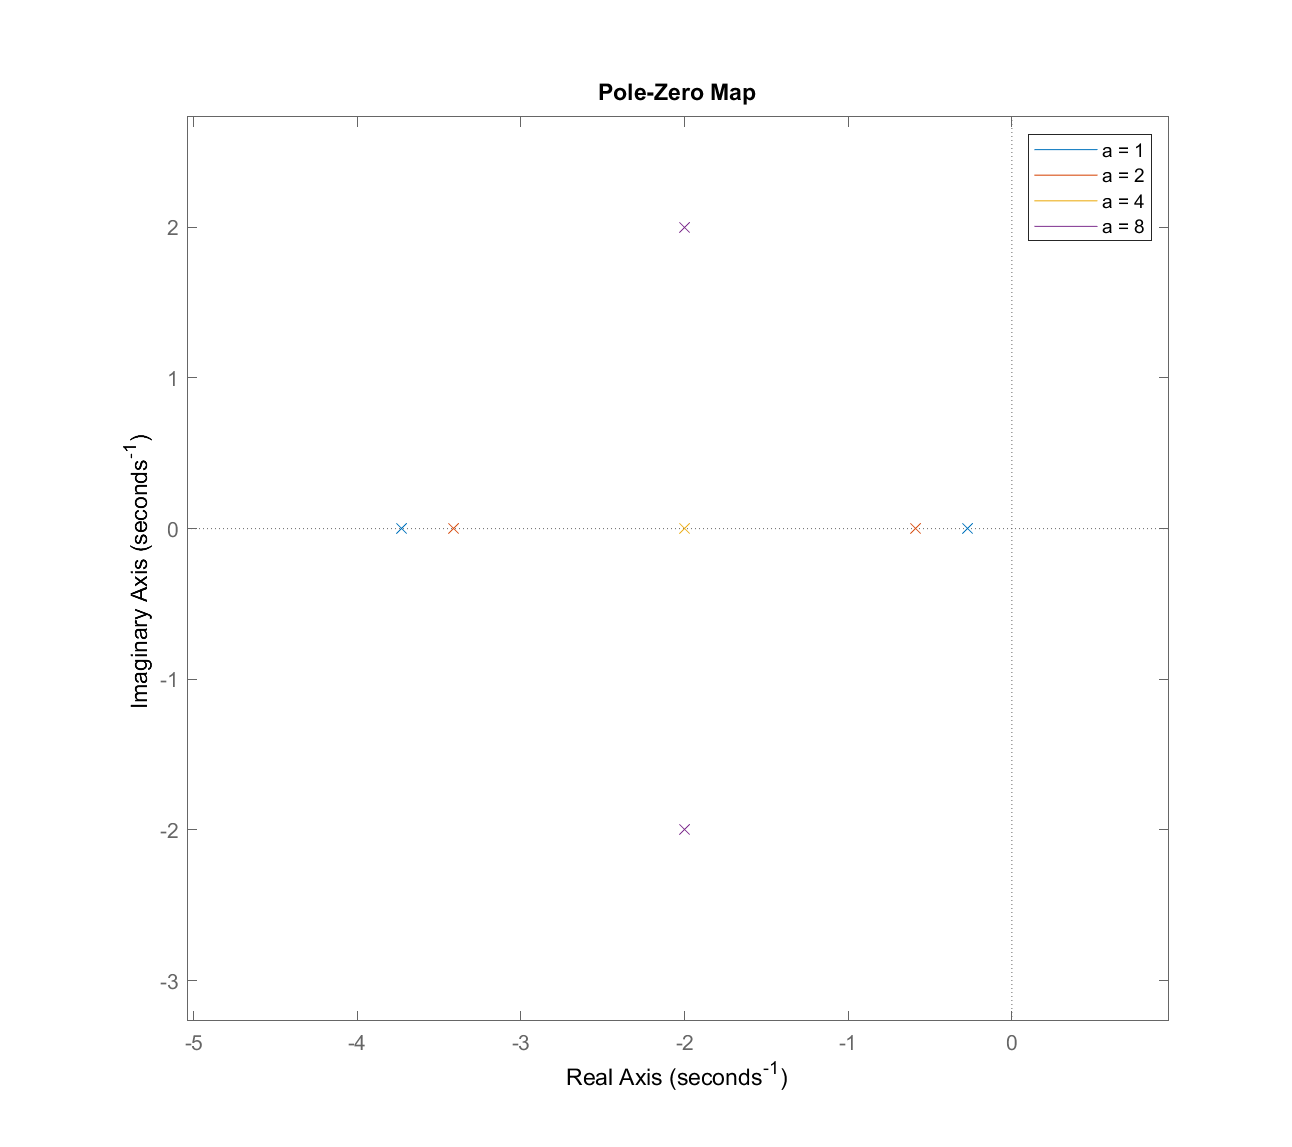 Pole-Zero Map
a = 1
a = 2
a = 4
a = 8
2
1
0
-1
-2
-3
Imaginary Axis (seconds⁻¹)
-5 -4 -3 -2 -1 0
Real Axis (seconds⁻¹)